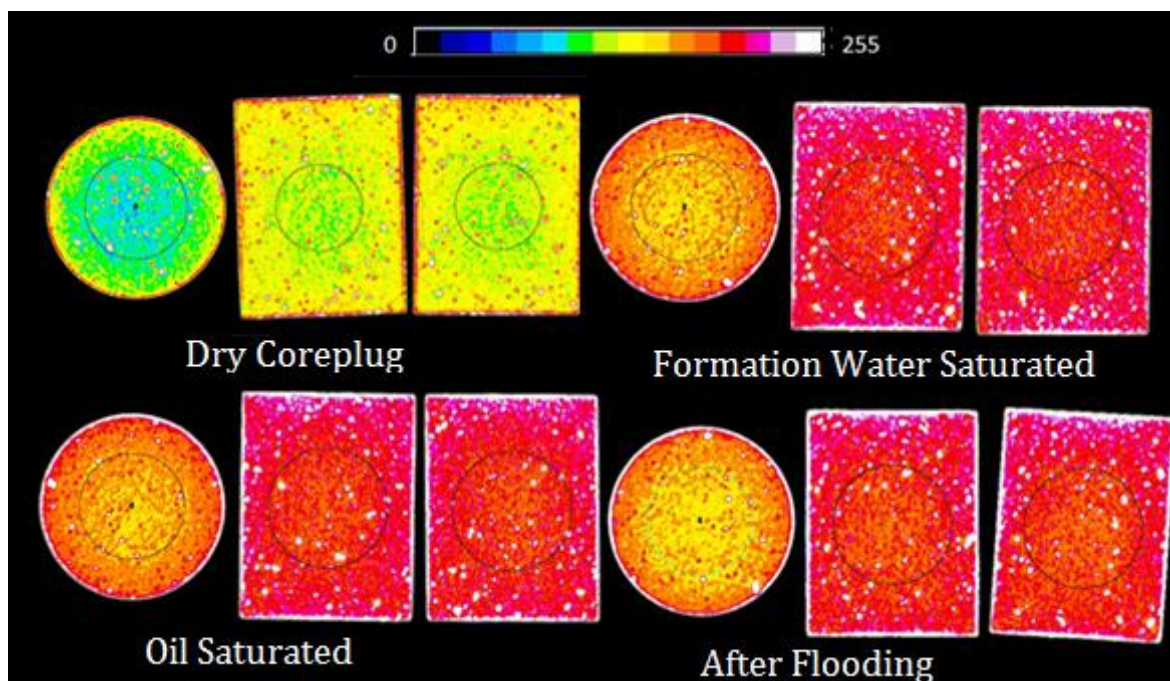 0 255
Dry Coreplug
Formation Water Saturated
Oil Saturated
After Flooding